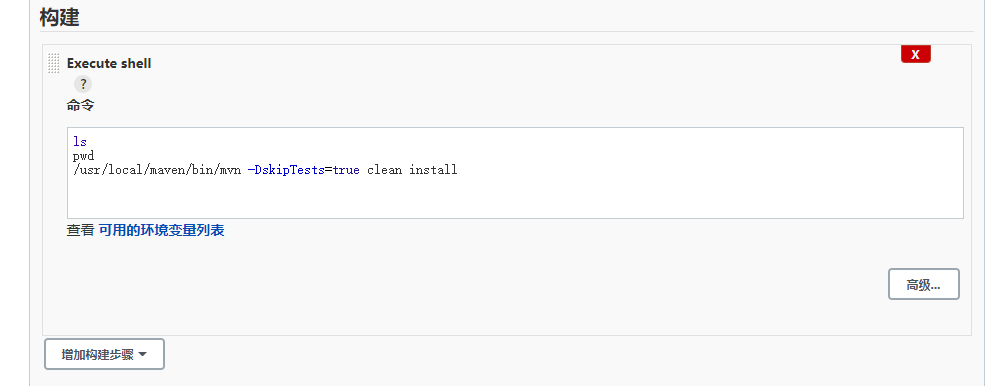 构建
Execute shell
X
?
命令
ls
pwd
/usr/local/maven/bin/mvn -DskipTests=true clean install
查看 可用的环境变量列表
高级...
增加构建步骤